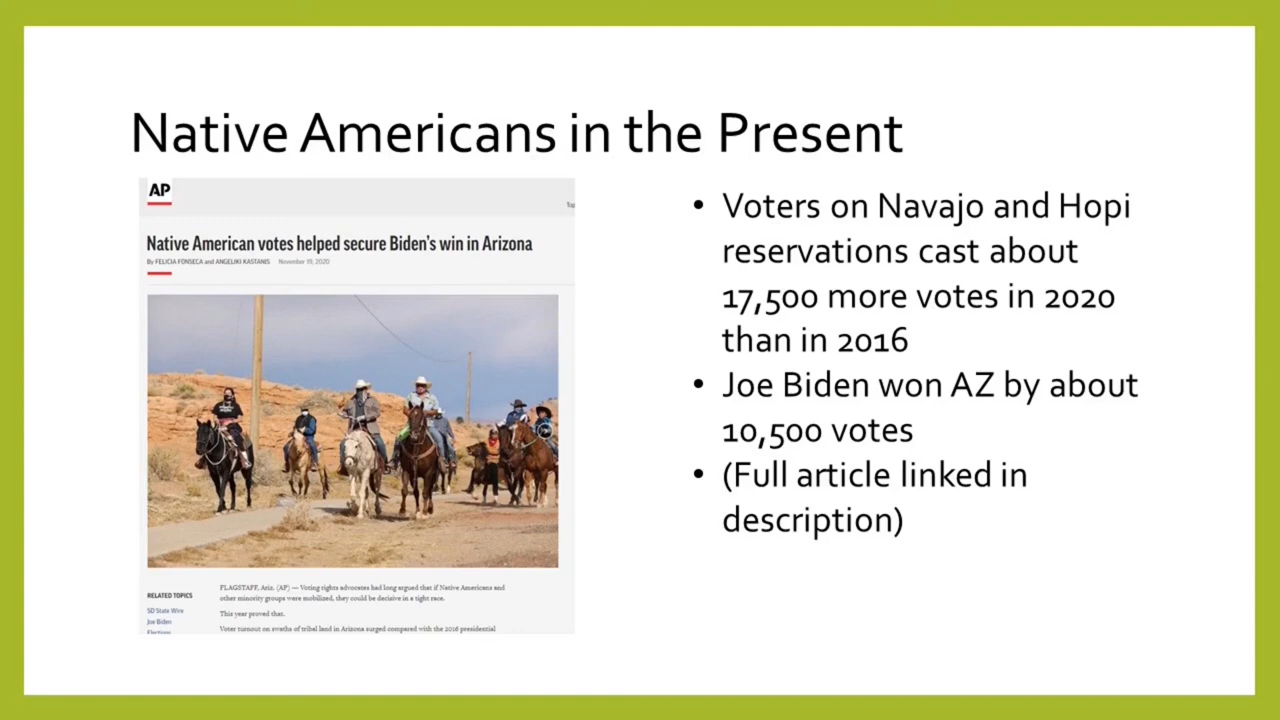 Native Americans in the Present
AP
Top
Native American votes helped secure Biden's win in Arizona
By FELICIA FONSECA and ANGELIKI KASTANIS November 19, 2020
RELATED TOPICS
SD State Wire
Joe Biden
Elections
FLAGSTAFF, Ariz. (AP) — Voting rights advocates had long argued that if Native Americans and
other minority groups were mobilized, they could be decisive in a tight race.
This year proved that.
Voter turnout on swaths of tribal land in Arizona surged compared with the 2016 presidential
• Voters on Navajo and Hopi
reservations cast about
17,500 more votes in 2020
than in 2016
• Joe Biden won AZ by about
10,500 votes
• (Full article linked in
description)